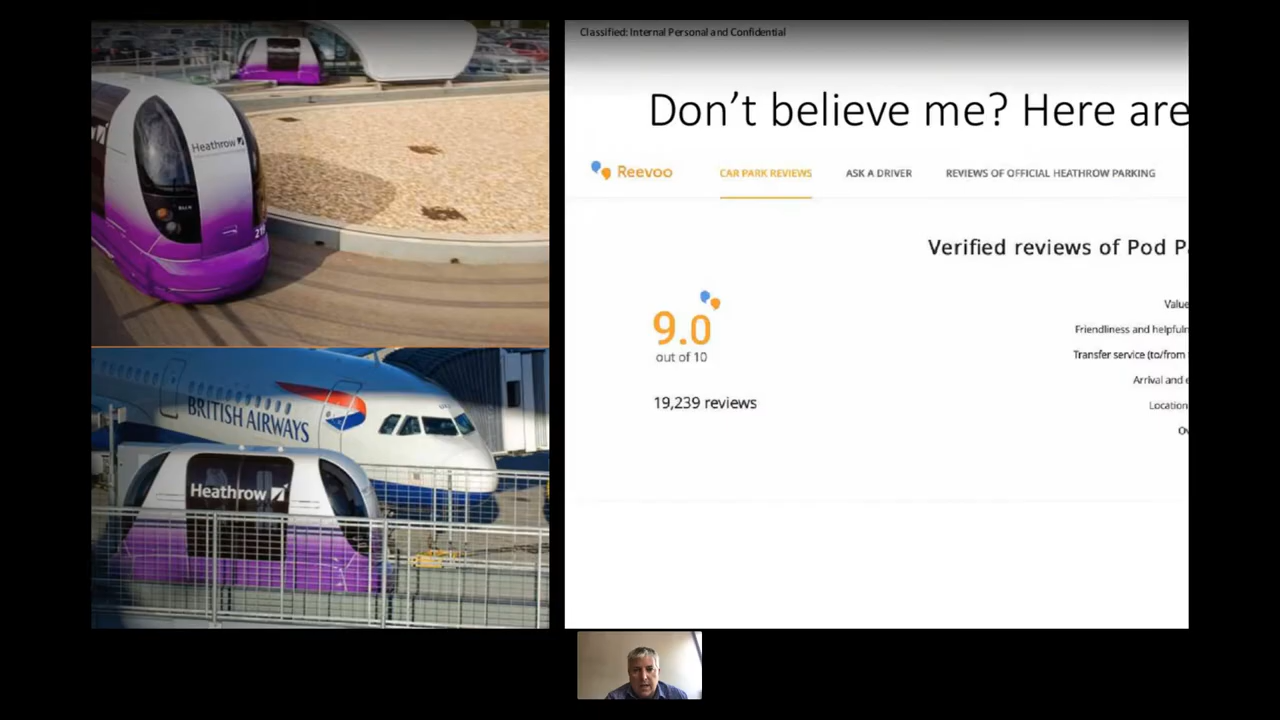 Heathrow
21
BRITISH AIRWAYS
Heathrow
Classified: Internal Personal and Confidential
Don't believe me? Here are
Reevoo
CAR PARK REVIEWS
ASK A DRIVER
REVIEWS OF OFFICIAL HEATHROW PARKING
Verified reviews of Pod P
9.0
out of 10
19,239 reviews
Value
Friendliness and helpfuln
Transfer service (to/from
Arrival and e
Location
Ov